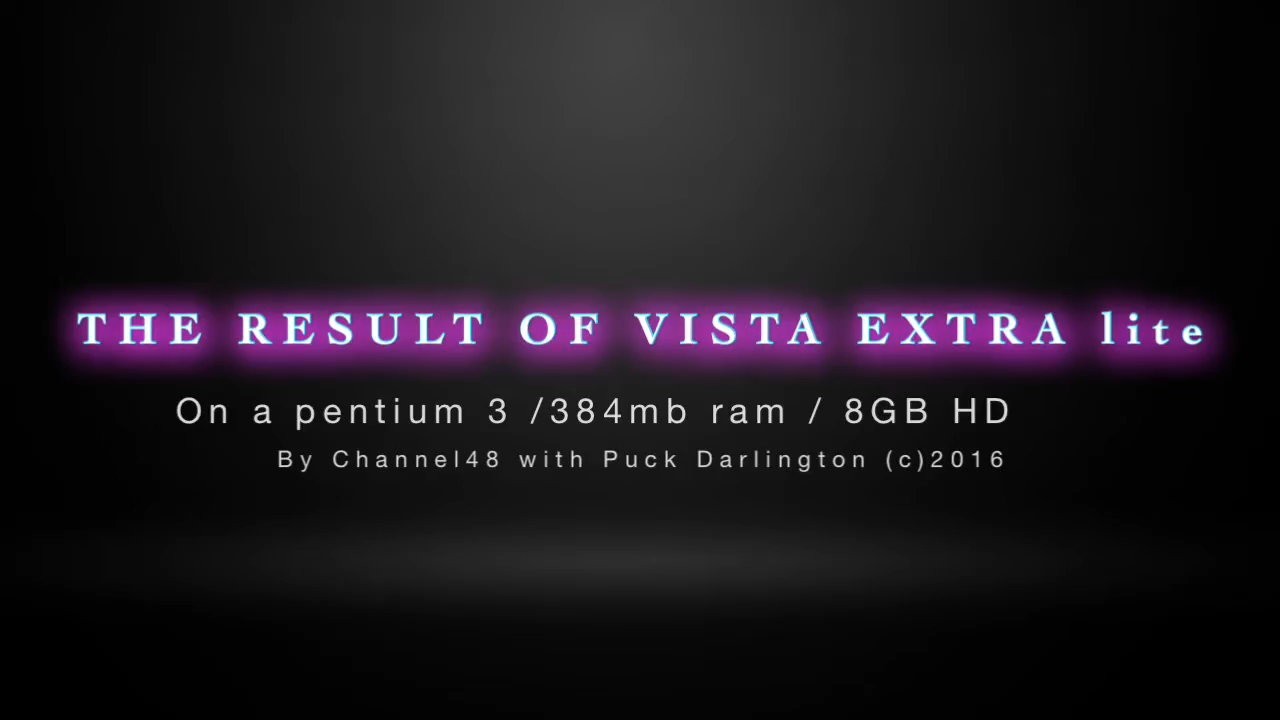 THE RESULT OF VISTA EXTRA lite
On a pentium 3 /384mb ram / 8GB HD
By Channel48 with Puck Darlington (c)2016